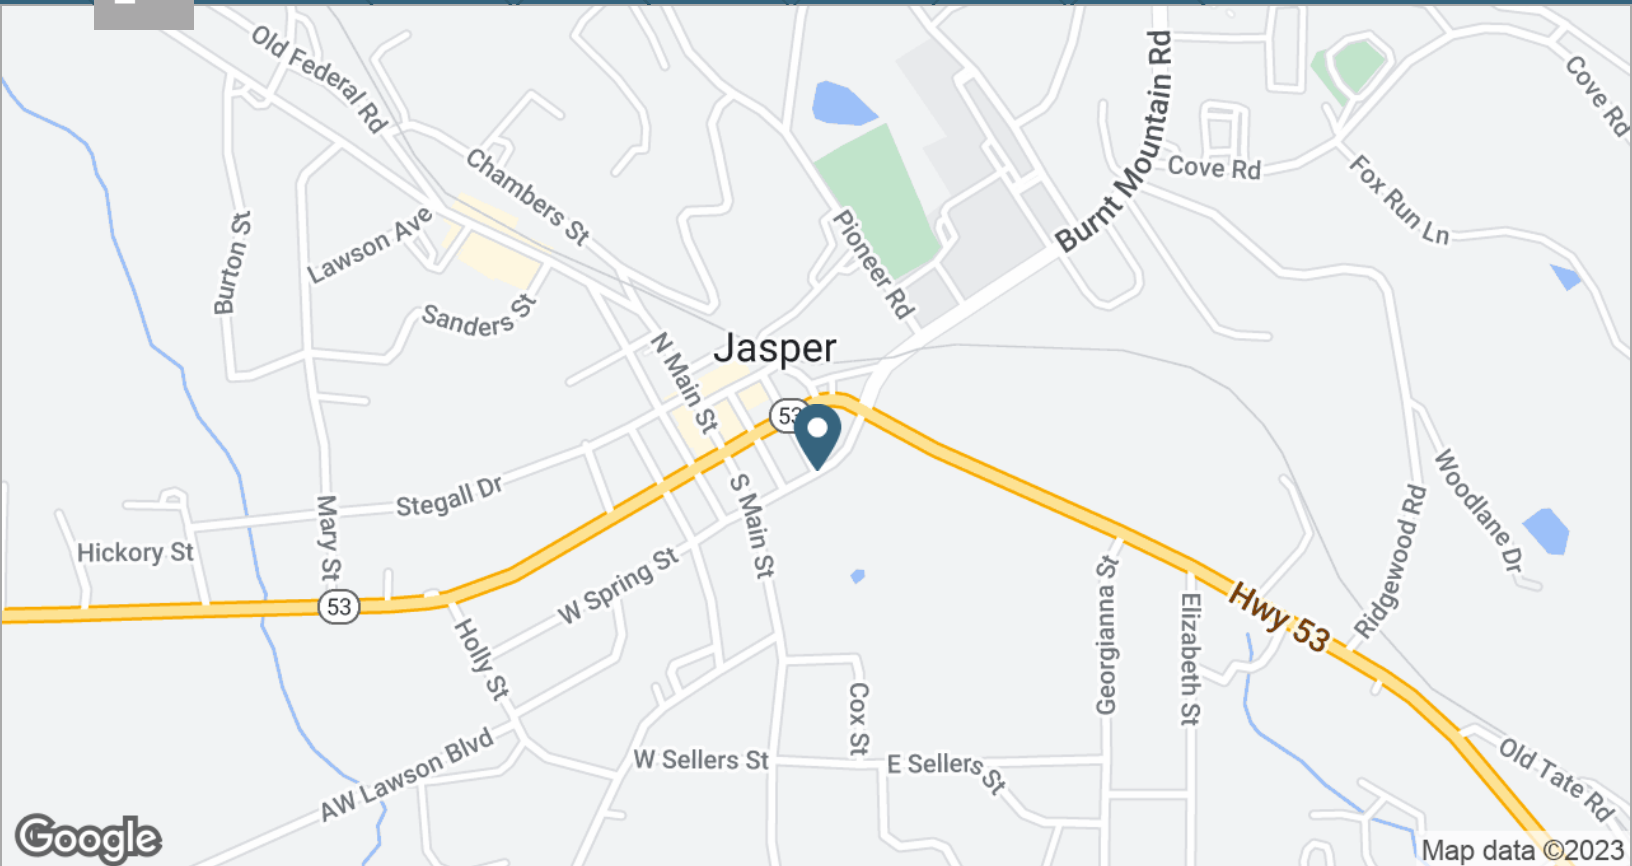 Old Federal Rd
Burnt Mountain Rd
Cove Rd
Chambers St
Cove Rd
Fox Run Ln
Lawson Ave
Burton St
Pioneer Rd
Sanders St
N Main St
Jasper
53
Stegall Dr
S Main St
Woodlane Dr
Ridgewood Rd
Mary St
Hickory St
W Spring St
53
Georgianna St
Elizabeth St
Hwy 53
Holly St
Cox St
AW Lawson Blvd
W Sellers St
E Sellers St
Old Tate Rd
Google
Map data ©2023